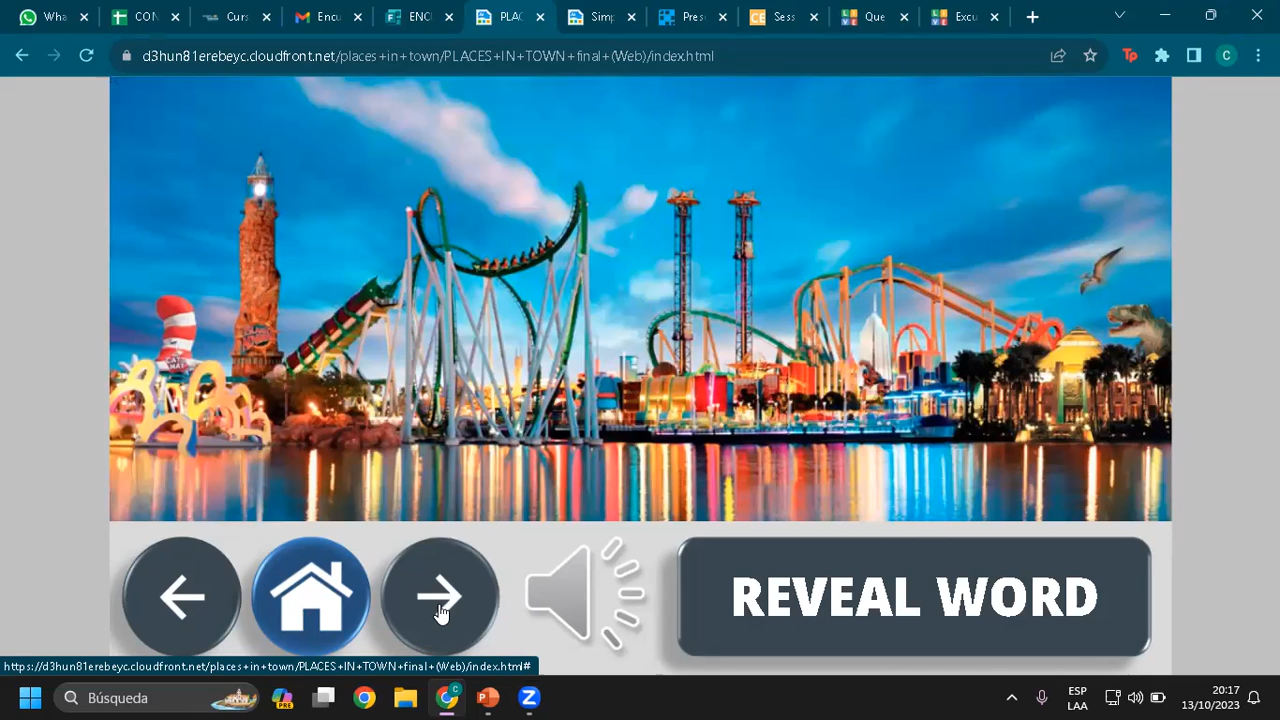 Wha
CON
Curs
Encu
ENC
PLAC
Simp
Pres
CE
Sess
Que
Excu
d3hun81erebeyc.cloudfront.net/places+in+town/PLACES+IN+TOWN+final+(Web)/index.html
C
REVEAL WORD
https://d3hun81erebeyc.cloudfront.net/places+in+town/PLACES+IN+TOWN+final+(Web)/index.html#
Búsqueda
PRE
C
ESP
LAA
20:17
13/10/2023